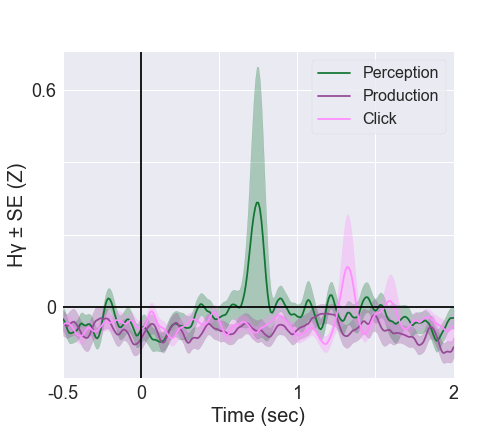 Perception
Production
Click
Hγ ± SE (Z)
0.6
0
-0.5
0
1
2
Time (sec)